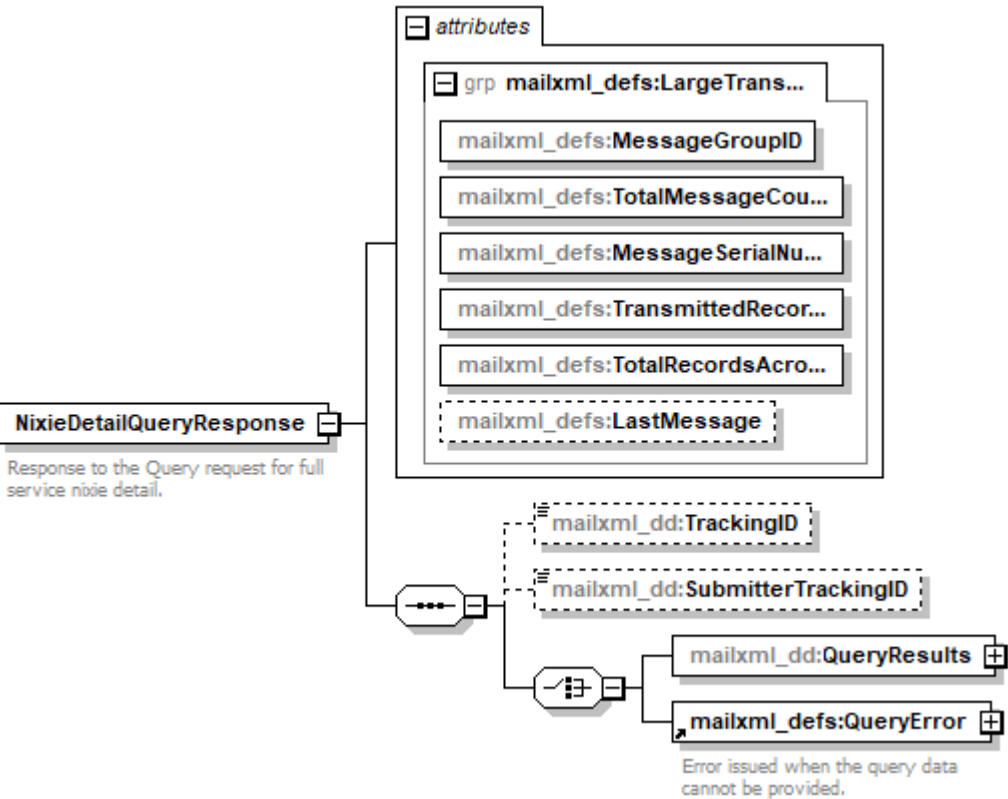 attributes
grp mailxml_defs:LargeTrans...
mailxml_defs:MessageGroupID
mailxml_defs:TotalMessageCou...
mailxml_defs:MessageSerialNu...
mailxml_defs:TransmittedRecor...
mailxml_defs:TotalRecordsAcro...
mailxml_defs:LastMessage
NixieDetailQueryResponse
Response to the Query request for full
service nixie detail.
mailxml_dd:TrackingID
mailxml_dd:SubmitterTrackingID
mailxml_dd:QueryResults
mailxml_defs:QueryError
Error issued when the query data
cannot be provided.